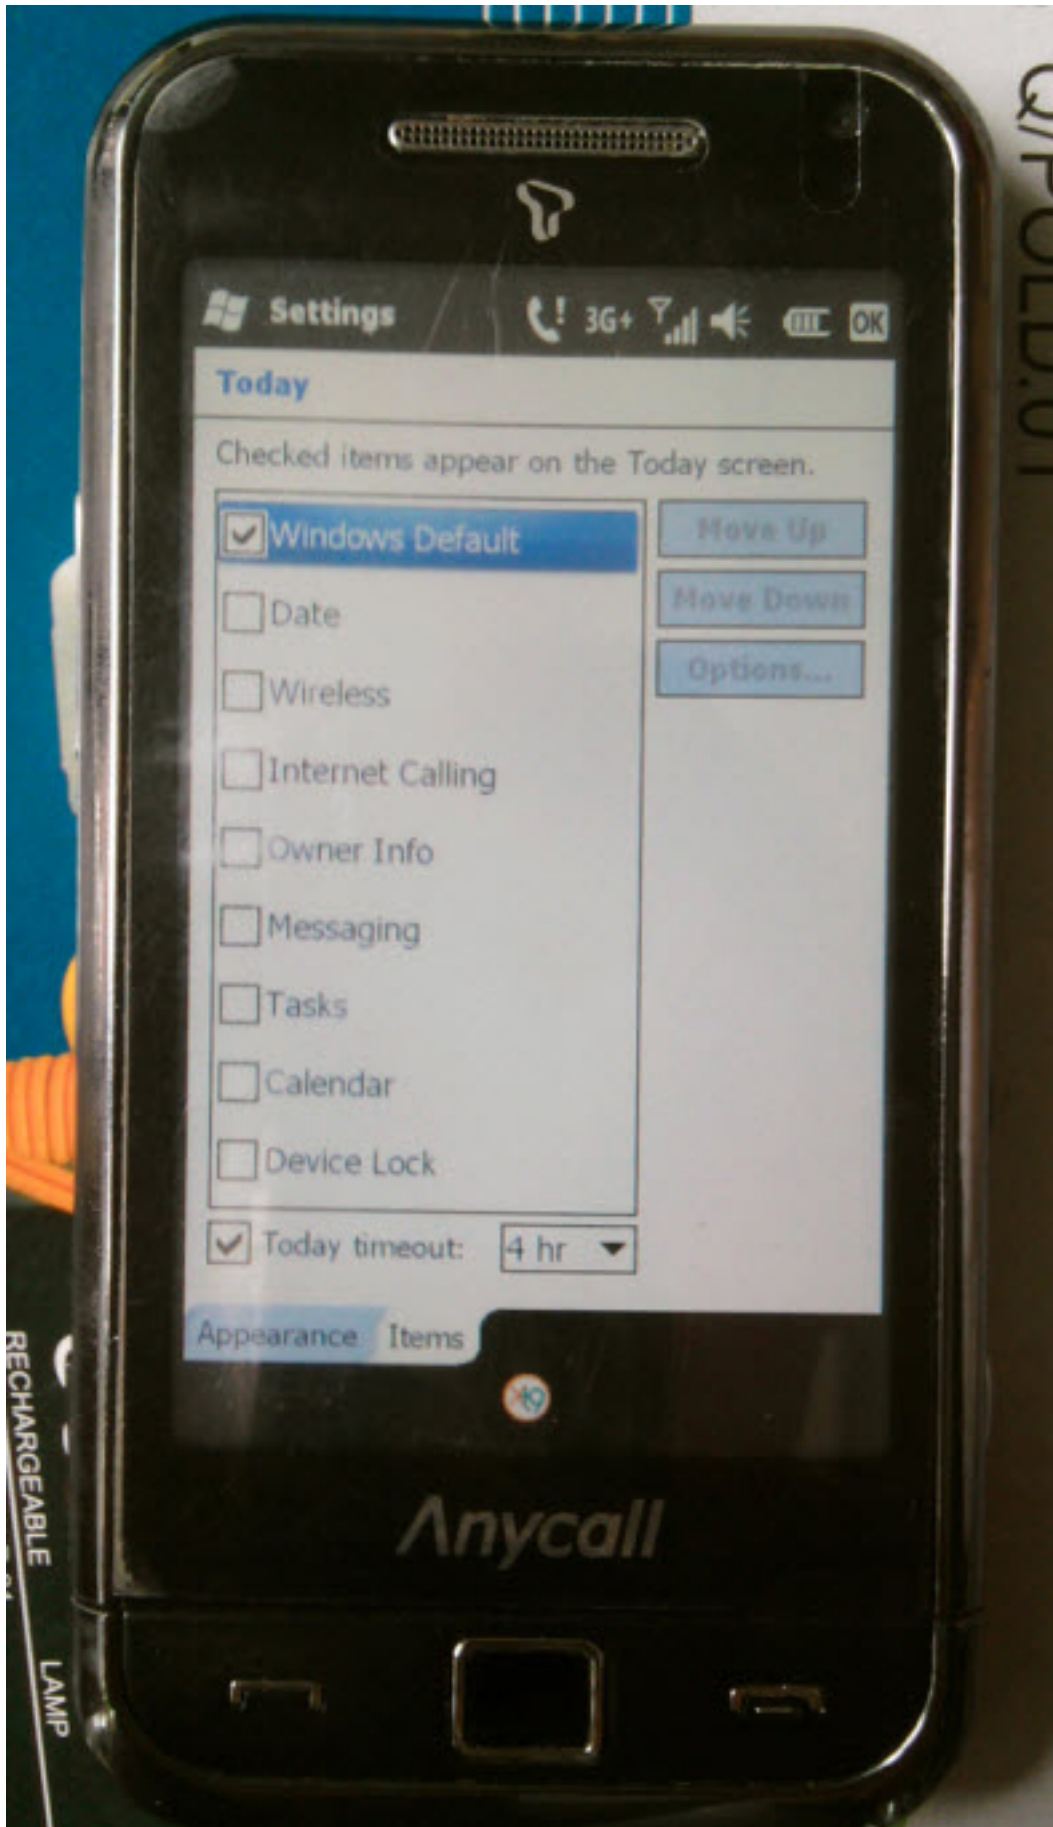 Settings
3G+
OK
Today
Checked items appear on the Today screen.
Windows Default
Move Up
Date
Move Down
Wireless
Options...
Internet Calling
Owner Info
Messaging
Tasks
Calendar
Device Lock
Today timeout: 4 hr
Appearance Items
Anycall
RECHARGEABLE
LAMP